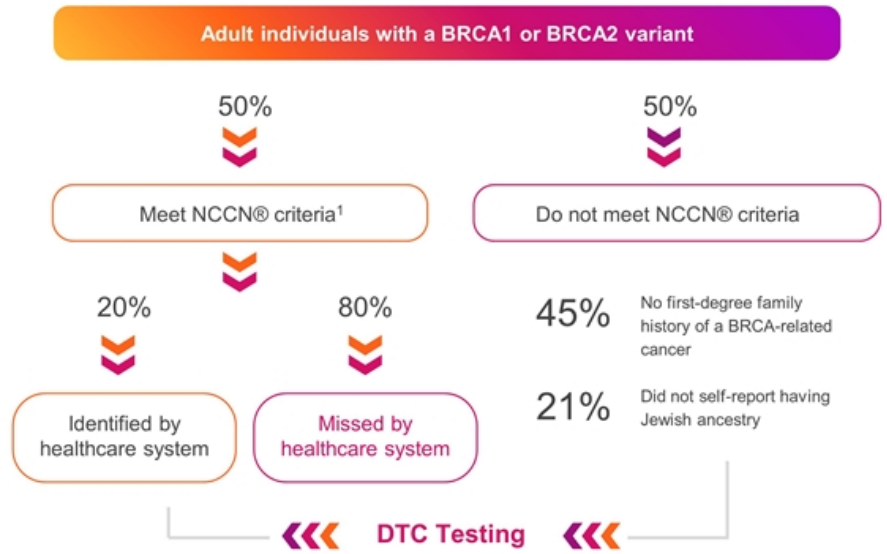 Adult individuals with a BRCA1 or BRCA2 variant
50%
50%
Meet NCCN® criteria¹
Do not meet NCCN® criteria
20%
80%
45%
No first-degree family
history of a BRCA-related
cancer
Identified by
healthcare system
Missed by
healthcare system
21%
Did not self-report having
Jewish ancestry
DTC Testing